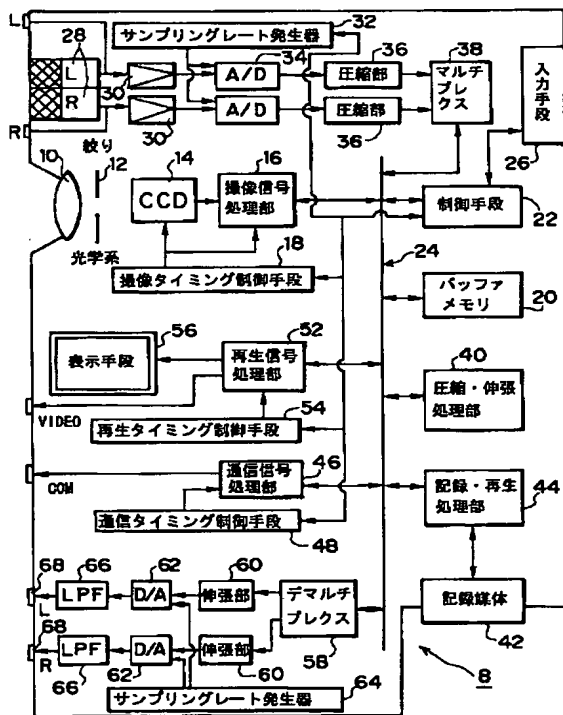 L
28
サンプリングレート発生器
32
34
36
38
L
R
30
30
A/D
A/D
圧縮部
圧縮部
36
マルチ
プレクス
入力手段
26
R
絞り
10
12
14
16
CCD
撮像信号
処理部
制御手段
22
光学系
18
撮像タイミング制御手段
24
バッファ
メモリ
20
56
表示手段
52
再生信号
処理部
40
圧縮・伸張
処理部
54
VIDEO
再生タイミング制御手段
COM
46
通信信号
処理部
記録・再生
処理部
44
通信タイミング制御手段
48
68
66
62
60
L
LPF
D/A
伸張部
デマルチ
プレクス
58
68
R
LPF
D/A
伸張部
66
62
60
64
サンプリングレート発生器
記録媒体
42
8